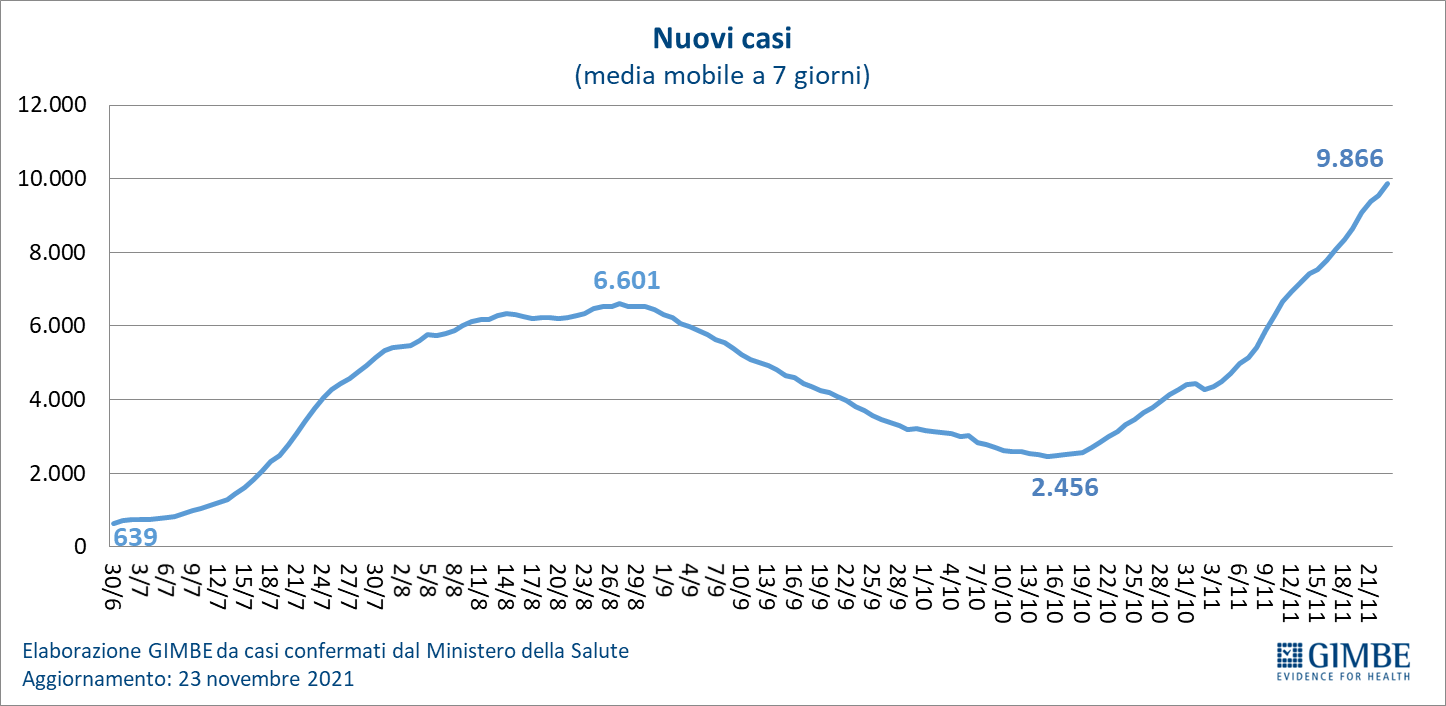 Nuovi casi
(media mobile a 7 giorni)
12.000
10.000
8.000
6.000
4.000
2.000
0
639
6.601
2.456
9.866
30/6 3/7 6/7 9/7 12/7 15/7 18/7 21/7 24/7 27/7 30/7 2/8 5/8 8/8 11/8 14/8 17/8 20/8 23/8 26/8 29/8 1/9 4/9 7/9 10/9 13/9 16/9 19/9 22/9 25/9 28/9 1/10 4/10 7/10 10/10 13/10 16/10 19/10 22/10 25/10 28/10 31/10 3/11 6/11 9/11 12/11 15/11 18/11 21/11
Elaborazione GIMBE da casi confermati dal Ministero della Salute
Aggiornamento: 23 novembre 2021
GIMBE
EVIDENCE FOR HEALTH